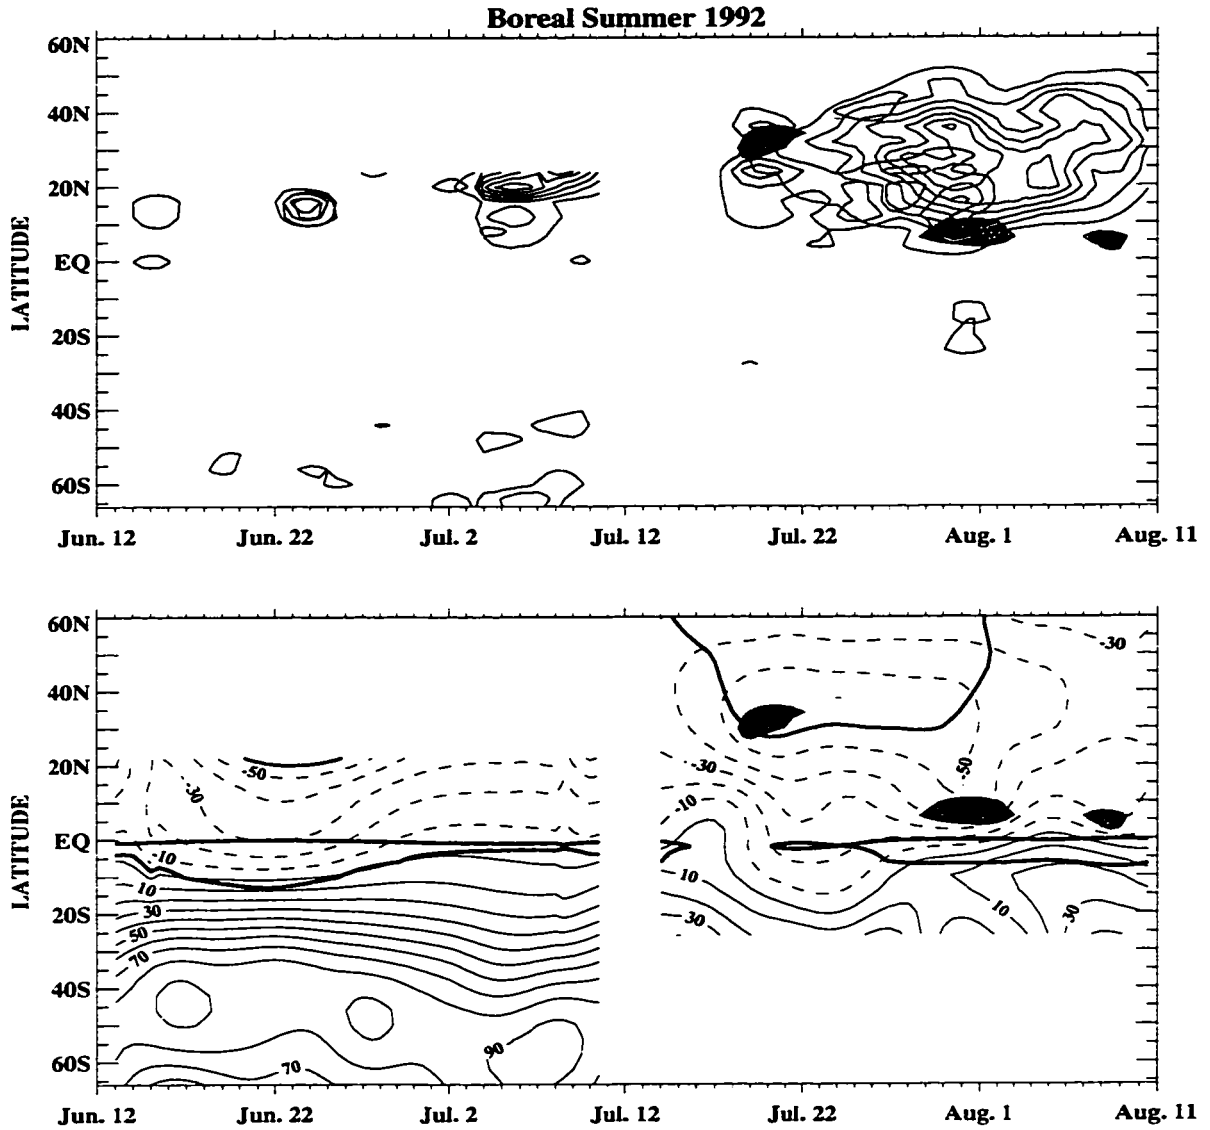 Boreal Summer 1992
60N
40N
20N
EQ
20S
40S
60S
LATITUDE
Jun. 12 Jun. 22 Jul. 2 Jul. 12 Jul. 22 Aug. 1 Aug. 11
60N
40N
20N
EQ
20S
40S
60S
LATITUDE
-30
-50
-30
-30
-50
-10
-10
10
10
30
10
30
30
50
70
90
70
Jun. 12 Jun. 22 Jul. 2 Jul. 12 Jul. 22 Aug. 1 Aug. 11